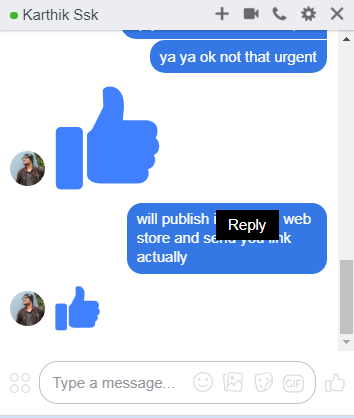 Karthik Ssk
ya ya ok not that urgent
will publish i
Reply
web
store and send you link
actually
Type a message...
GIF